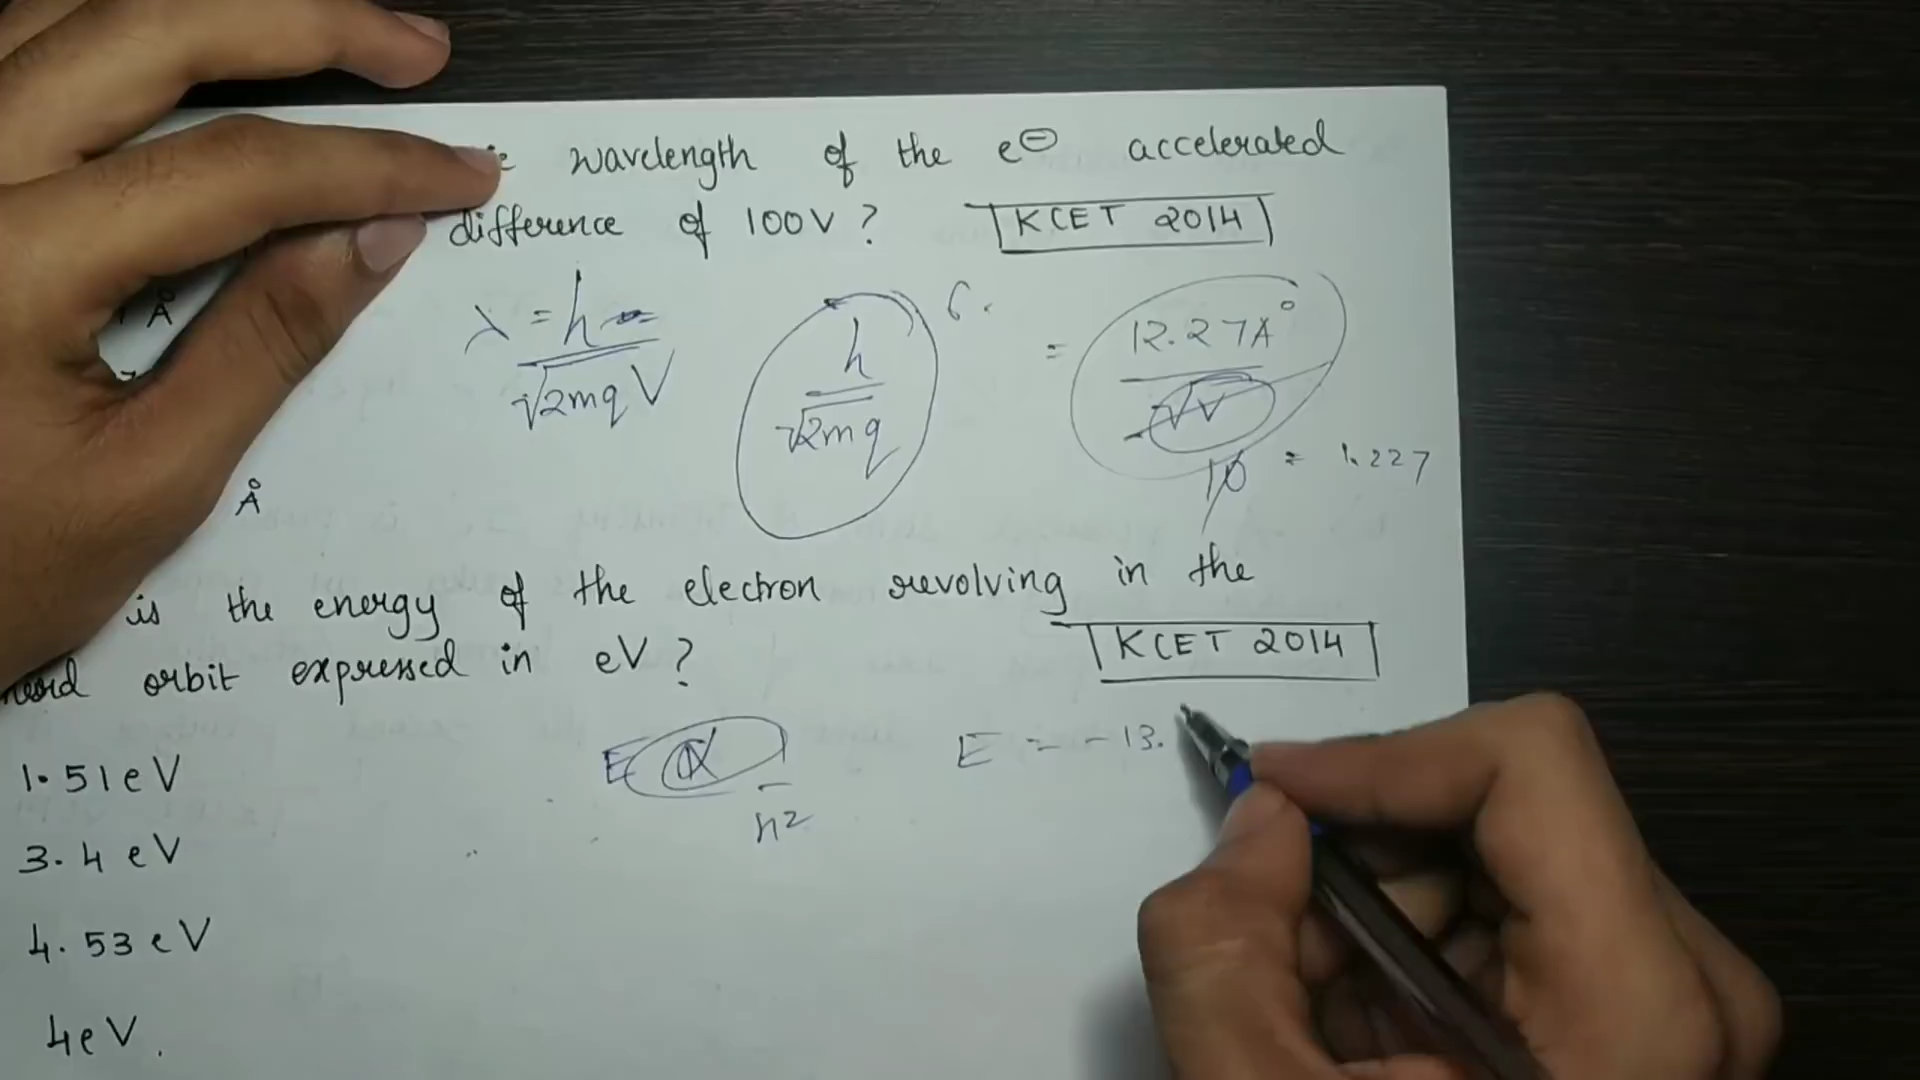 wavelength of the e⊖ accelerated
difference of 100V? KCET 2014
Å
λ = h
√2mqV
h
√2mq
6.
= 12.27Å
√V
10 = 1.227
Å
is the energy of the electron revolving in the
orbit expressed in eV? KCET 2014
E α 1
n²
E = -13.
1.51eV
3.4 eV
4.53 eV
4eV.